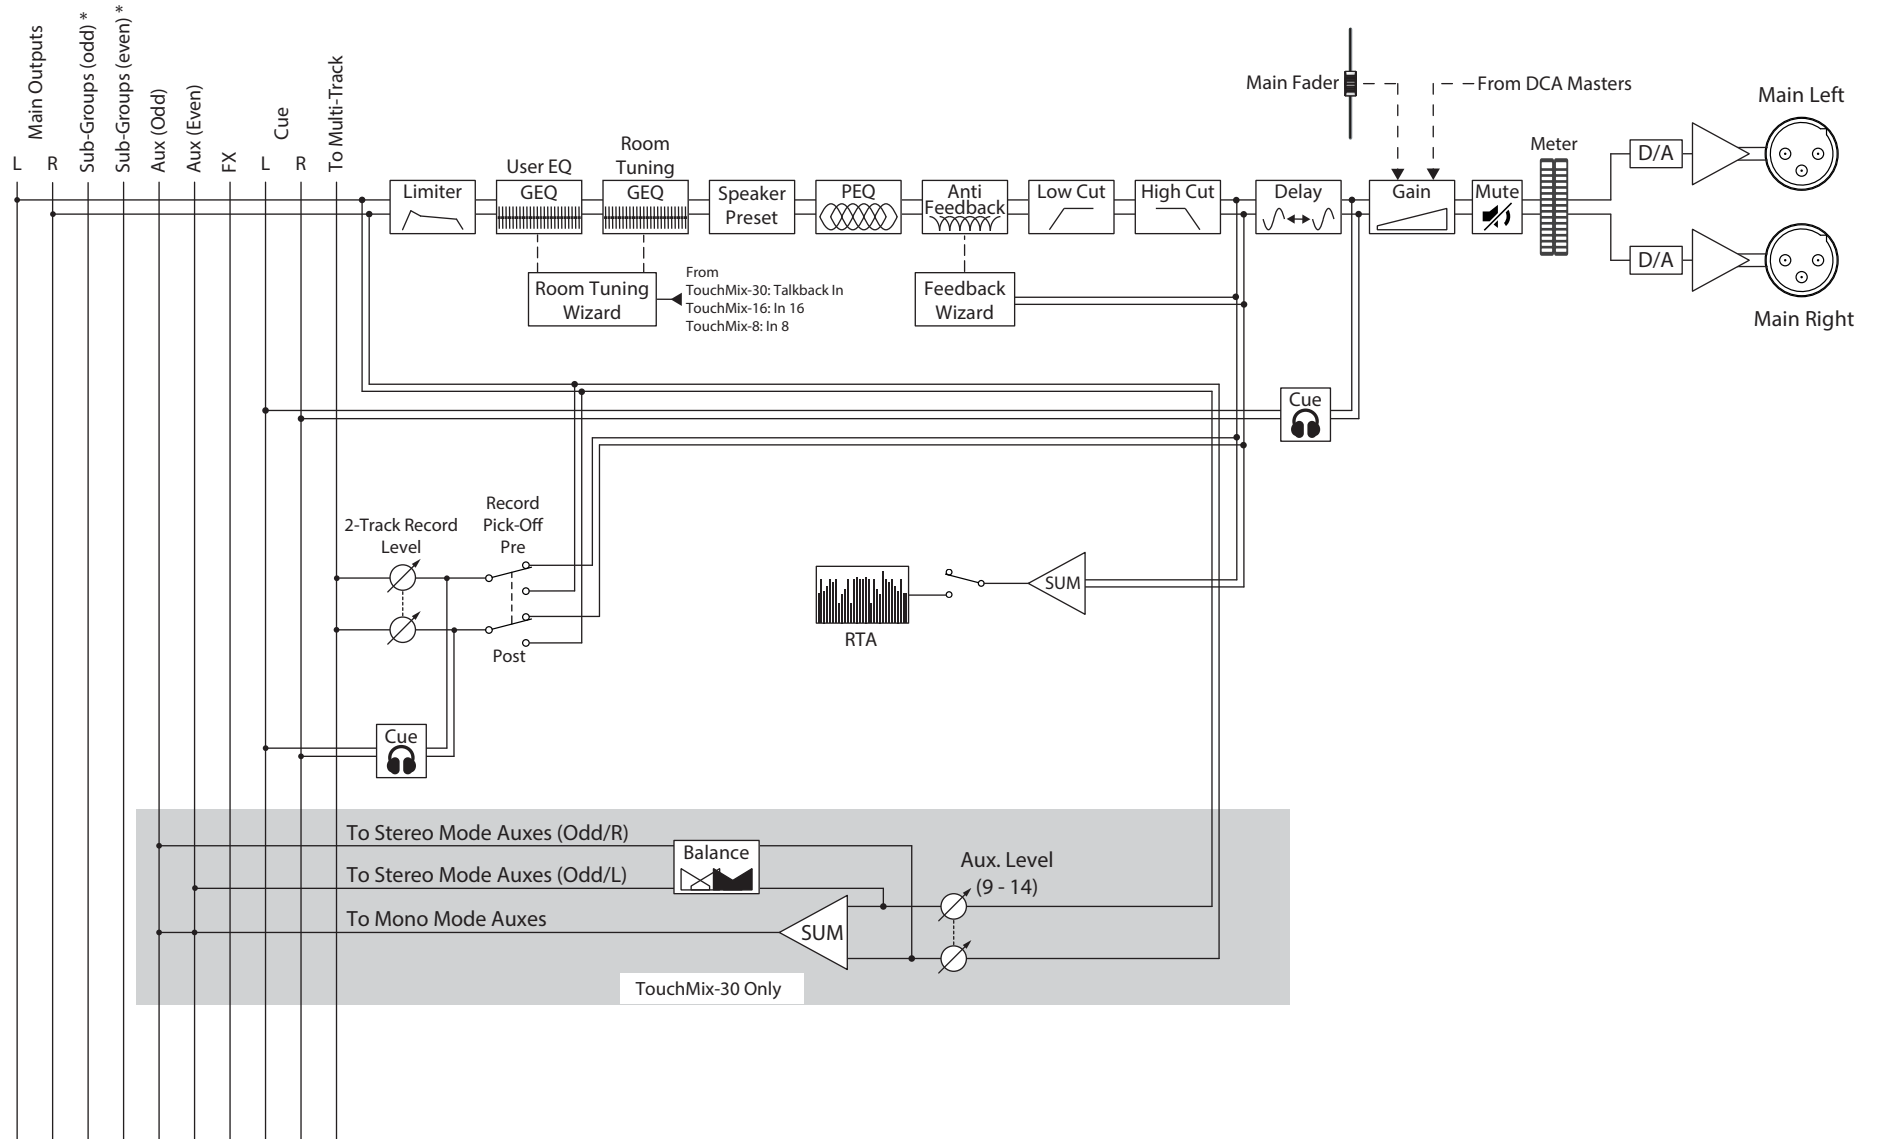 Main Outputs
L
R
Sub-Groups (odd) *
Sub-Groups (even) *
Aux (Odd)
Aux (Even)
FX
Cue
L
R
To Multi-Track
Limiter
User EQ
GEQ
Room
Tuning
GEQ
Speaker
Preset
PEQ
Anti
Feedback
Low Cut
High Cut
Delay
Main Fader
From DCA Masters
Gain
Mute
Meter
D/A
Main Left
D/A
Main Right
Room Tuning
Wizard
From
TouchMix-30: Talkback In
TouchMix-16: In 16
TouchMix-8: In 8
Feedback
Wizard
Cue
2-Track Record
Level
Record
Pick-Off
Pre
Post
RTA
SUM
Cue
To Stereo Mode Auxes (Odd/R)
To Stereo Mode Auxes (Odd/L)
To Mono Mode Auxes
Balance
SUM
Aux. Level
(9 - 14)
TouchMix-30 Only